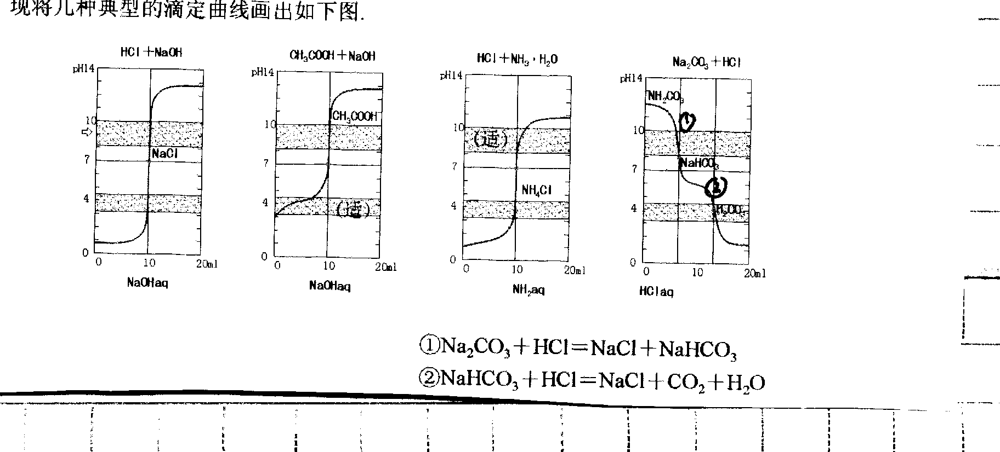 现将几种典型的滴定曲线画出如下图.
HCl+NaOH
pH14
10
7
NaCl
4
0
0 10 20ml
NaOHaq
CH₃COOH+NaOH
pH14
CH₃COOH
10
7
4
(适)
0
0 10 20ml
NaOHaq
HCl+NH₃·H₂O
pH14
10
(适)
7
NH₄Cl
4
0
0 10 20ml
NH₂aq
Na₂CO₃+HCl
pH14
NH₂CO₃
①
10
NaHCO₃
7
②
4
H₂CO₃
0
0 10 20ml
HClaq
①Na₂CO₃+HCl=NaCl+NaHCO₃
②NaHCO₃+HCl=NaCl+CO₂+H₂O